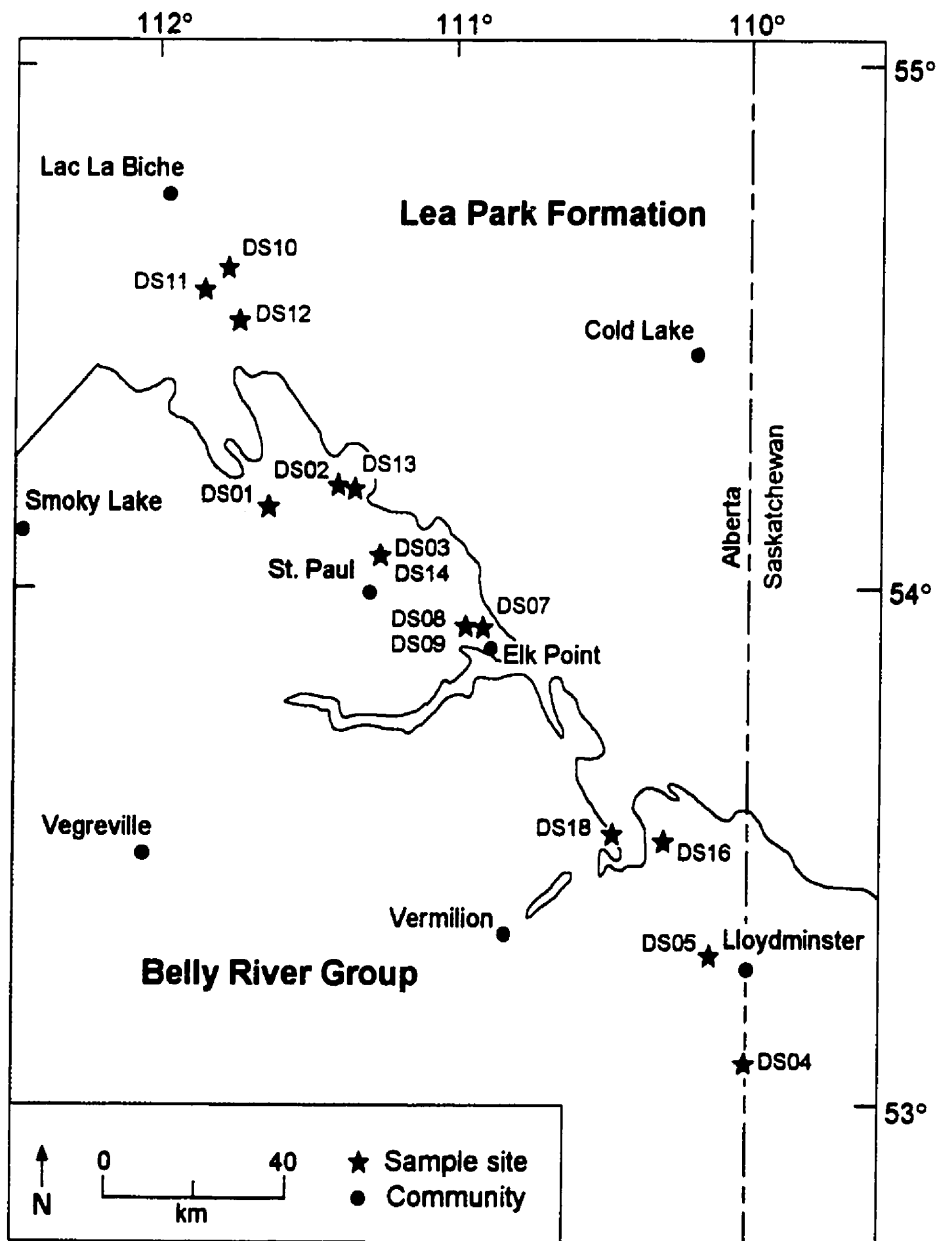 112°
111°
110°
55°
Lac La Biche
Lea Park Formation
DS10
DS11
DS12
Cold Lake
DS13
DS02
DS01
Smoky Lake
Alberta
Saskatchewan
DS03
St. Paul
DS14
54°
DS07
DS08
DS09
Elk Point
Vegreville
DS18
DS16
Vermilion
DS05
Lloydminster
Belly River Group
DS04
53°
N
0
40
km
Sample site
Community